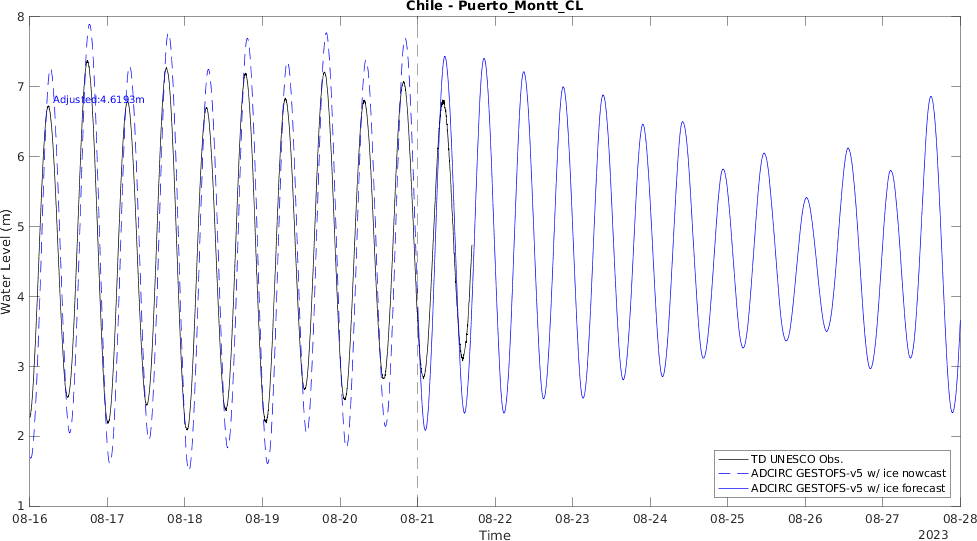 Chile - Puerto_Montt_CL
8
7
6
5
4
3
2
1
Water Level (m)
Adjusted:4.6193m
TD UNESCO Obs.
ADCIRC GESTOFS-v5 w/ ice nowcast
ADCIRC GESTOFS-v5 w/ ice forecast
08-16 08-17 08-18 08-19 08-20 08-21 08-22 08-23 08-24 08-25 08-26 08-27 08-28
Time
2023